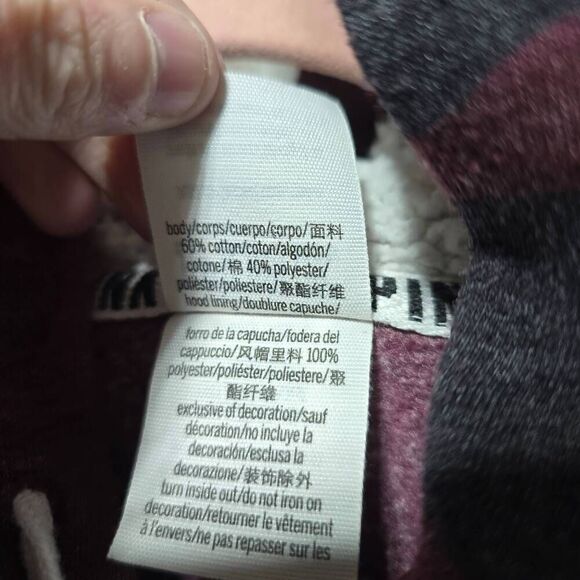 body/corps/cuerpo/corpo/面料
60% cotton/coton/algodón/
cotone/棉 40% polyester/
poliéster/poliestere/聚酯纤维
hood lining/doublure capuche/
forro de la capucha/fodera del
cappuccio/风帽里料 100%
polyester/poliéster/poliestere/聚
酯纤维
exclusive of decoration/sauf
décoration/no incluye la
decoración/esclusa la
decorazione/装饰除外
turn inside out/do not iron on
decoration/retourner le vêtement
à l'envers/ne pas repasser sur les
PIN